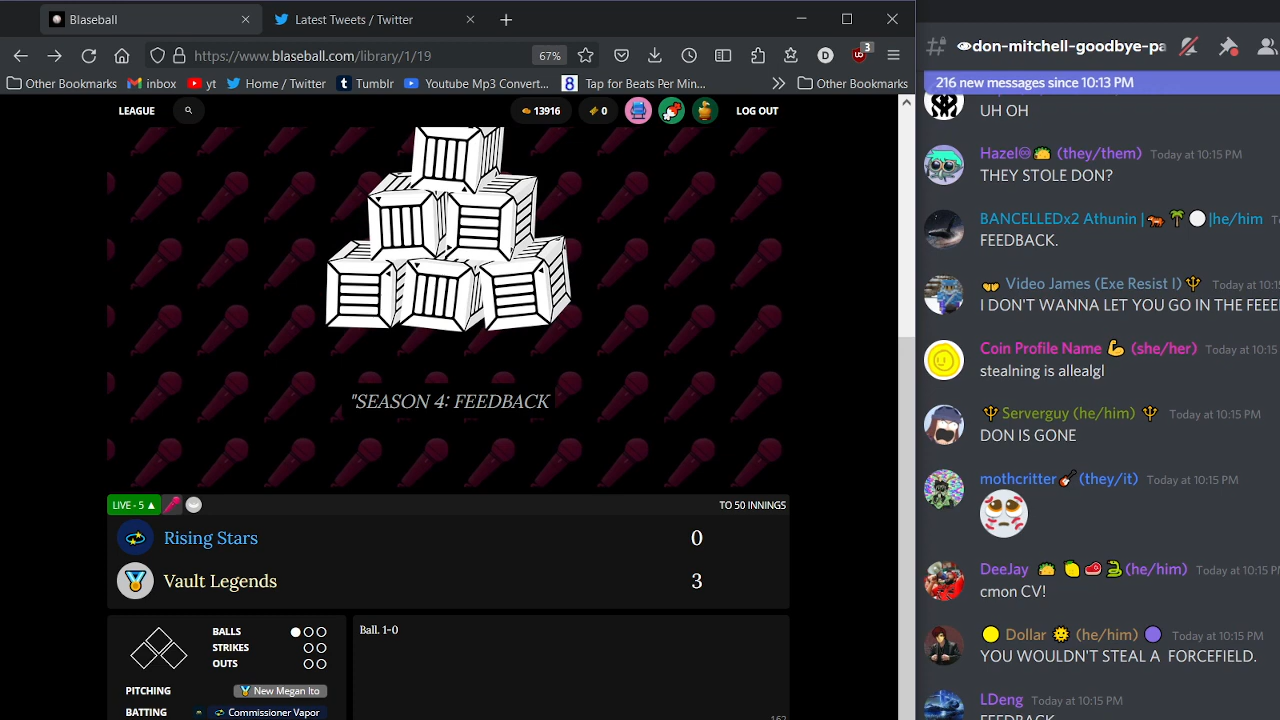 Blaseball
Latest Tweets / Twitter
https://www.blaseball.com/library/1/19
67%
3
Other Bookmarks
inbox
yt
Home / Twitter
Tumblr
Youtube Mp3 Convert...
Tap for Beats Per Min...
Other Bookmarks
LEAGUE
13916
0
LOG OUT
"SEASON 4: FEEDBACK
LIVE - 5 ▲
TO 50 INNINGS
Rising Stars 0
Vault Legends 3
BALLS
STRIKES
OUTS
PITCHING New Megan Ito
BATTING Commissioner Vapor
Ball. 1-0
don-mitchell-goodbye-pa
216 new messages since 10:13 PM
UH OH
Hazel♾🌮 (they/them) Today at 10:15 PM
THEY STOLE DON?
BANCELLEDx2 Athunin | 🐅 🌴 ⚪ |he/him
FEEDBACK.
Video James (Exe Resist I) 🔱 Today at 10:15
I DON'T WANNA LET YOU GO IN THE FEEE
Coin Profile Name 💪 (she/her) Today at 10:15
stealning is allealgl
🔱 Serverguy (he/him) 🔱 Today at 10:15 PM
DON IS GONE
mothcritter🎸 (they/it) Today at 10:15 PM
DeeJay 🌮 🍋 🥩 🐍 (he/him) Today at 10:15 PM
cmon CV!
🟡 Dollar 🌞 (he/him) 🟣 Today at 10:15 PM
YOU WOULDN'T STEAL A FORCEFIELD.
LDeng Today at 10:15 PM
FEEDBACK